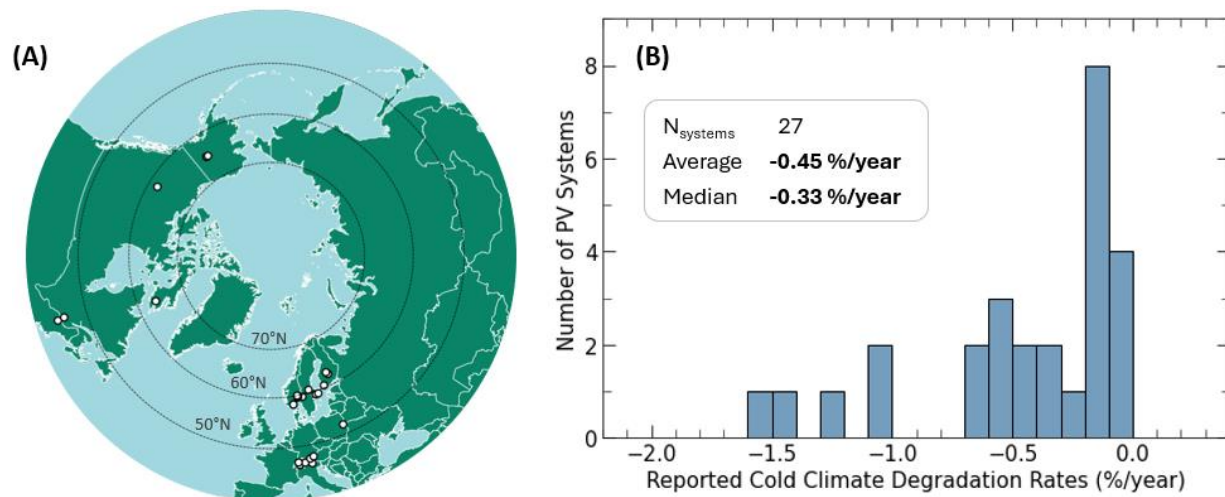 (A)
70°N
60°N
50°N
(B)
8
6
4
2
0
N_systems 27
Average -0.45 %/year
Median -0.33 %/year
Number of PV Systems
−2.0 −1.5 −1.0 −0.5 0.0
Reported Cold Climate Degradation Rates (%/year)